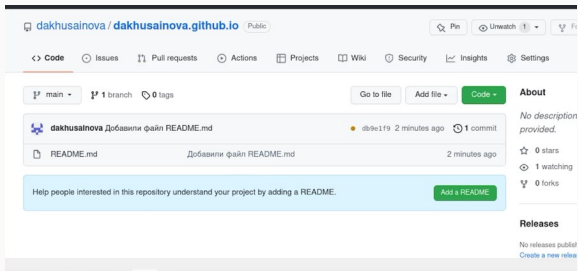 dakhusainova / dakhusainova.github.io Public
Pin Unwatch 1
Code Issues Pull requests Actions Projects Wiki Security Insights Settings
main 1 branch 0 tags Go to file Add file Code
dakhusainova Добавили файл README.md db9e1f9 2 minutes ago 1 commit
README.md Добавили файл README.md 2 minutes ago
Help people interested in this repository understand your project by adding a README. Add a README
About
No description
provided.
0 stars
1 watching
0 forks
Releases
No releases publish
Create a new relea